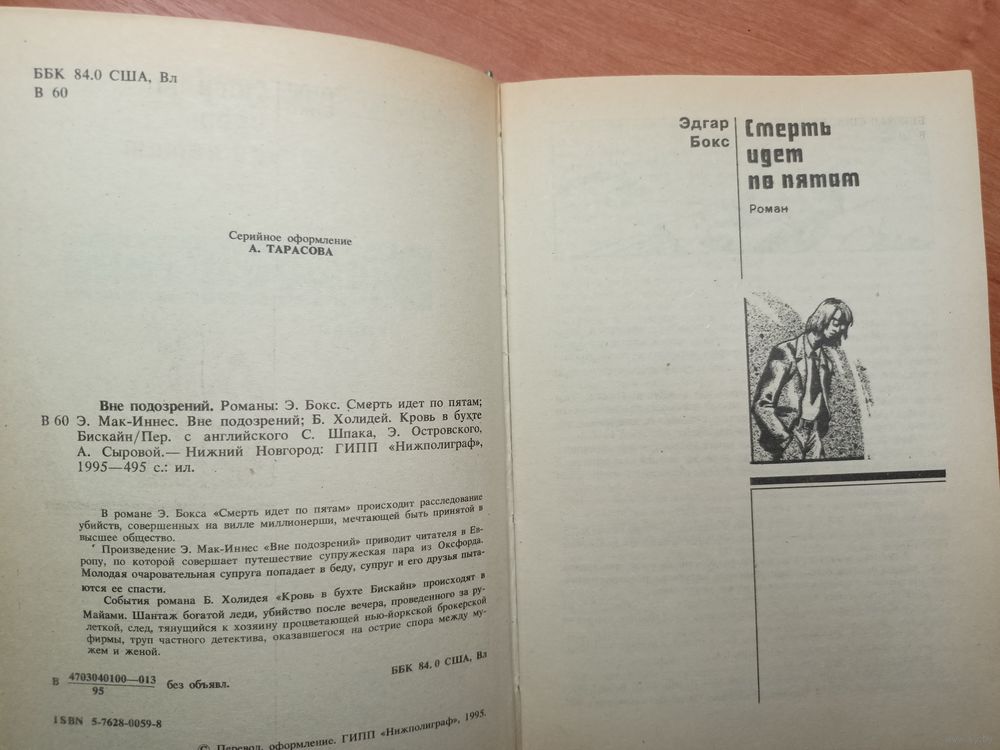 ББК 84.0 США, Вл
В 60
Серийное оформление
А. ТАРАСОВА
Вне подозрений. Романы: Э. Бокс. Смерть идет по пятам;
В 60 Э. Мак-Иннес. Вне подозрений; Б. Холидей. Кровь в бухте
Бискайн/Пер. с английского С. Шпака, Э. Островского,
А. Сыровой.— Нижний Новгород: ГИПП «Нижполиграф»,
1995—495 с.: ил.
В романе Э. Бокса «Смерть идет по пятам» происходит расследование
убийств, совершенных на вилле миллионерши, мечтающей быть принятой в
высшее общество.
Произведение Э. Мак-Иннес «Вне подозрений» приводит читателя в Ев-
ропу, по которой совершает путешествие супружеская пара из Оксфорда.
Молодая очаровательная супруга попадает в беду, супруг и его друзья пыта-
ются ее спасти.
События романа Б. Холидея «Кровь в бухте Бискайн» происходят в
Майами. Шантаж богатой леди, убийство после вечера, проведенного за ру-
леткой, след, тянущийся к хозяину процветающей нью-йоркской брокерской
фирмы, труп частного детектива, оказавшегося на острие спора между му-
жем и женой.
В 4703040100—013
95
без объявл.
ББК 84.0 США, Вл
ISBN 5-7628-0059-8
© Перевод, оформление. ГИПП «Нижполиграф», 1995.
Эдгар
Бокс
Смерть
идет
по пятам
Роман